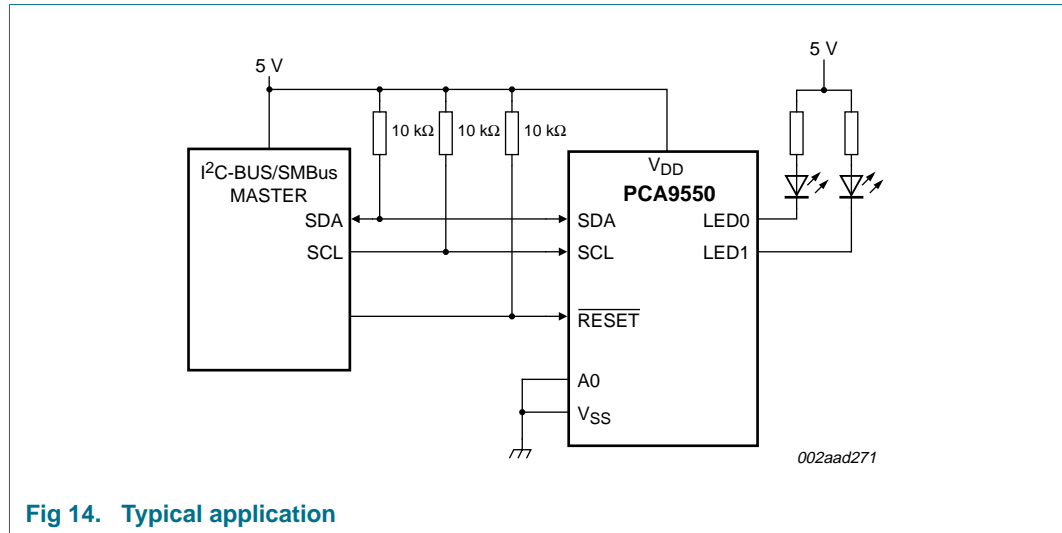 5 V
5 V
10 kΩ 10 kΩ 10 kΩ
I2C-BUS/SMBus
MASTER
SDA
SCL
VDD
PCA9550
SDA
SCL
RESET
A0
VSS
LED0
LED1
002aad271
Fig 14. Typical application